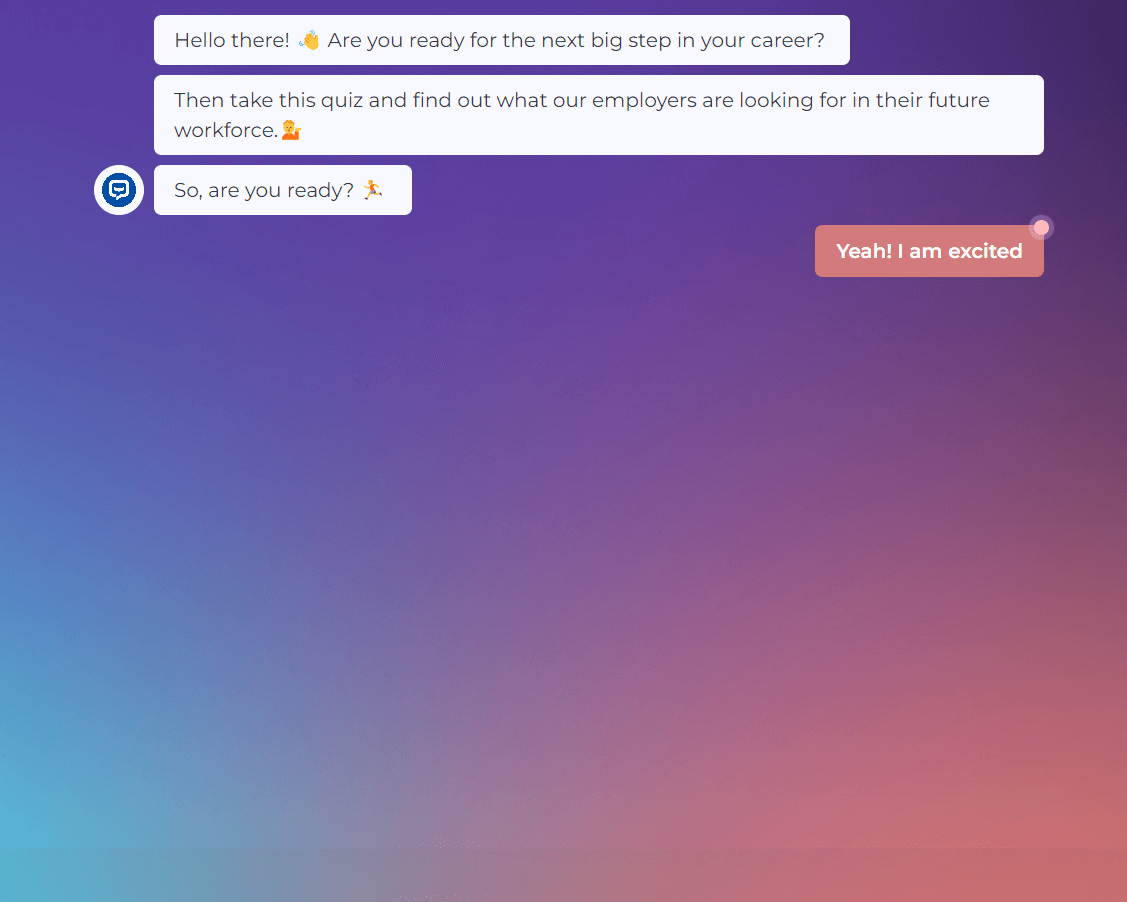 Hello there! 👋 Are you ready for the next big step in your career?
Then take this quiz and find out what our employers are looking for in their future
workforce.💁
So, are you ready? 🏃
Yeah! I am excited